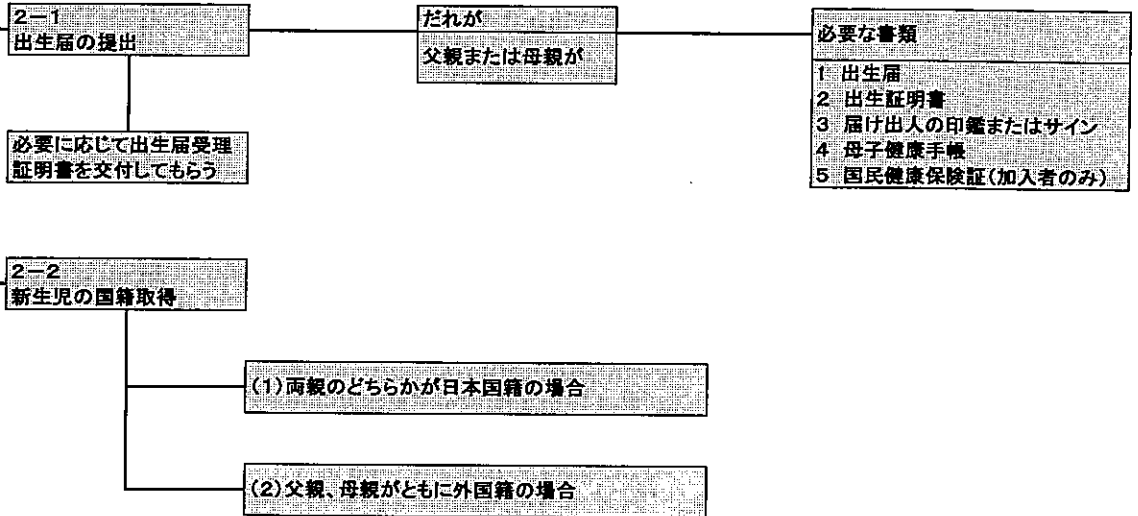 2－1
出生届の提出
だれが
父親または母親が
必要な書類
1 出生届
2 出生証明書
3 届け出人の印鑑またはサイン
4 母子健康手帳
5 国民健康保険証(加入者のみ)
必要に応じて出生届受理
証明書を交付してもらう
2－2
新生児の国籍取得
(1)両親のどちらかが日本国籍の場合
(2)父親、母親がともに外国籍の場合